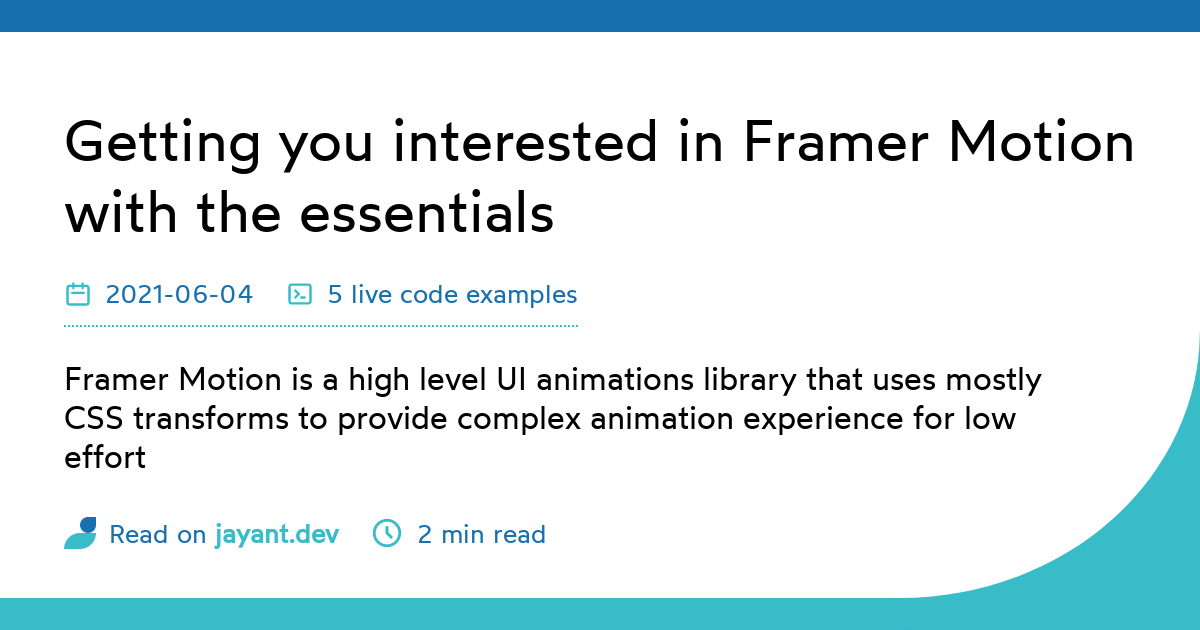 Getting you interested in Framer Motion
with the essentials
2021-06-04 5 live code examples
Framer Motion is a high level UI animations library that uses mostly
CSS transforms to provide complex animation experience for low
effort
Read on jayant.dev 2 min read